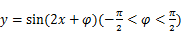 y = sin(2x + φ)(−π/2 < φ < π/2)